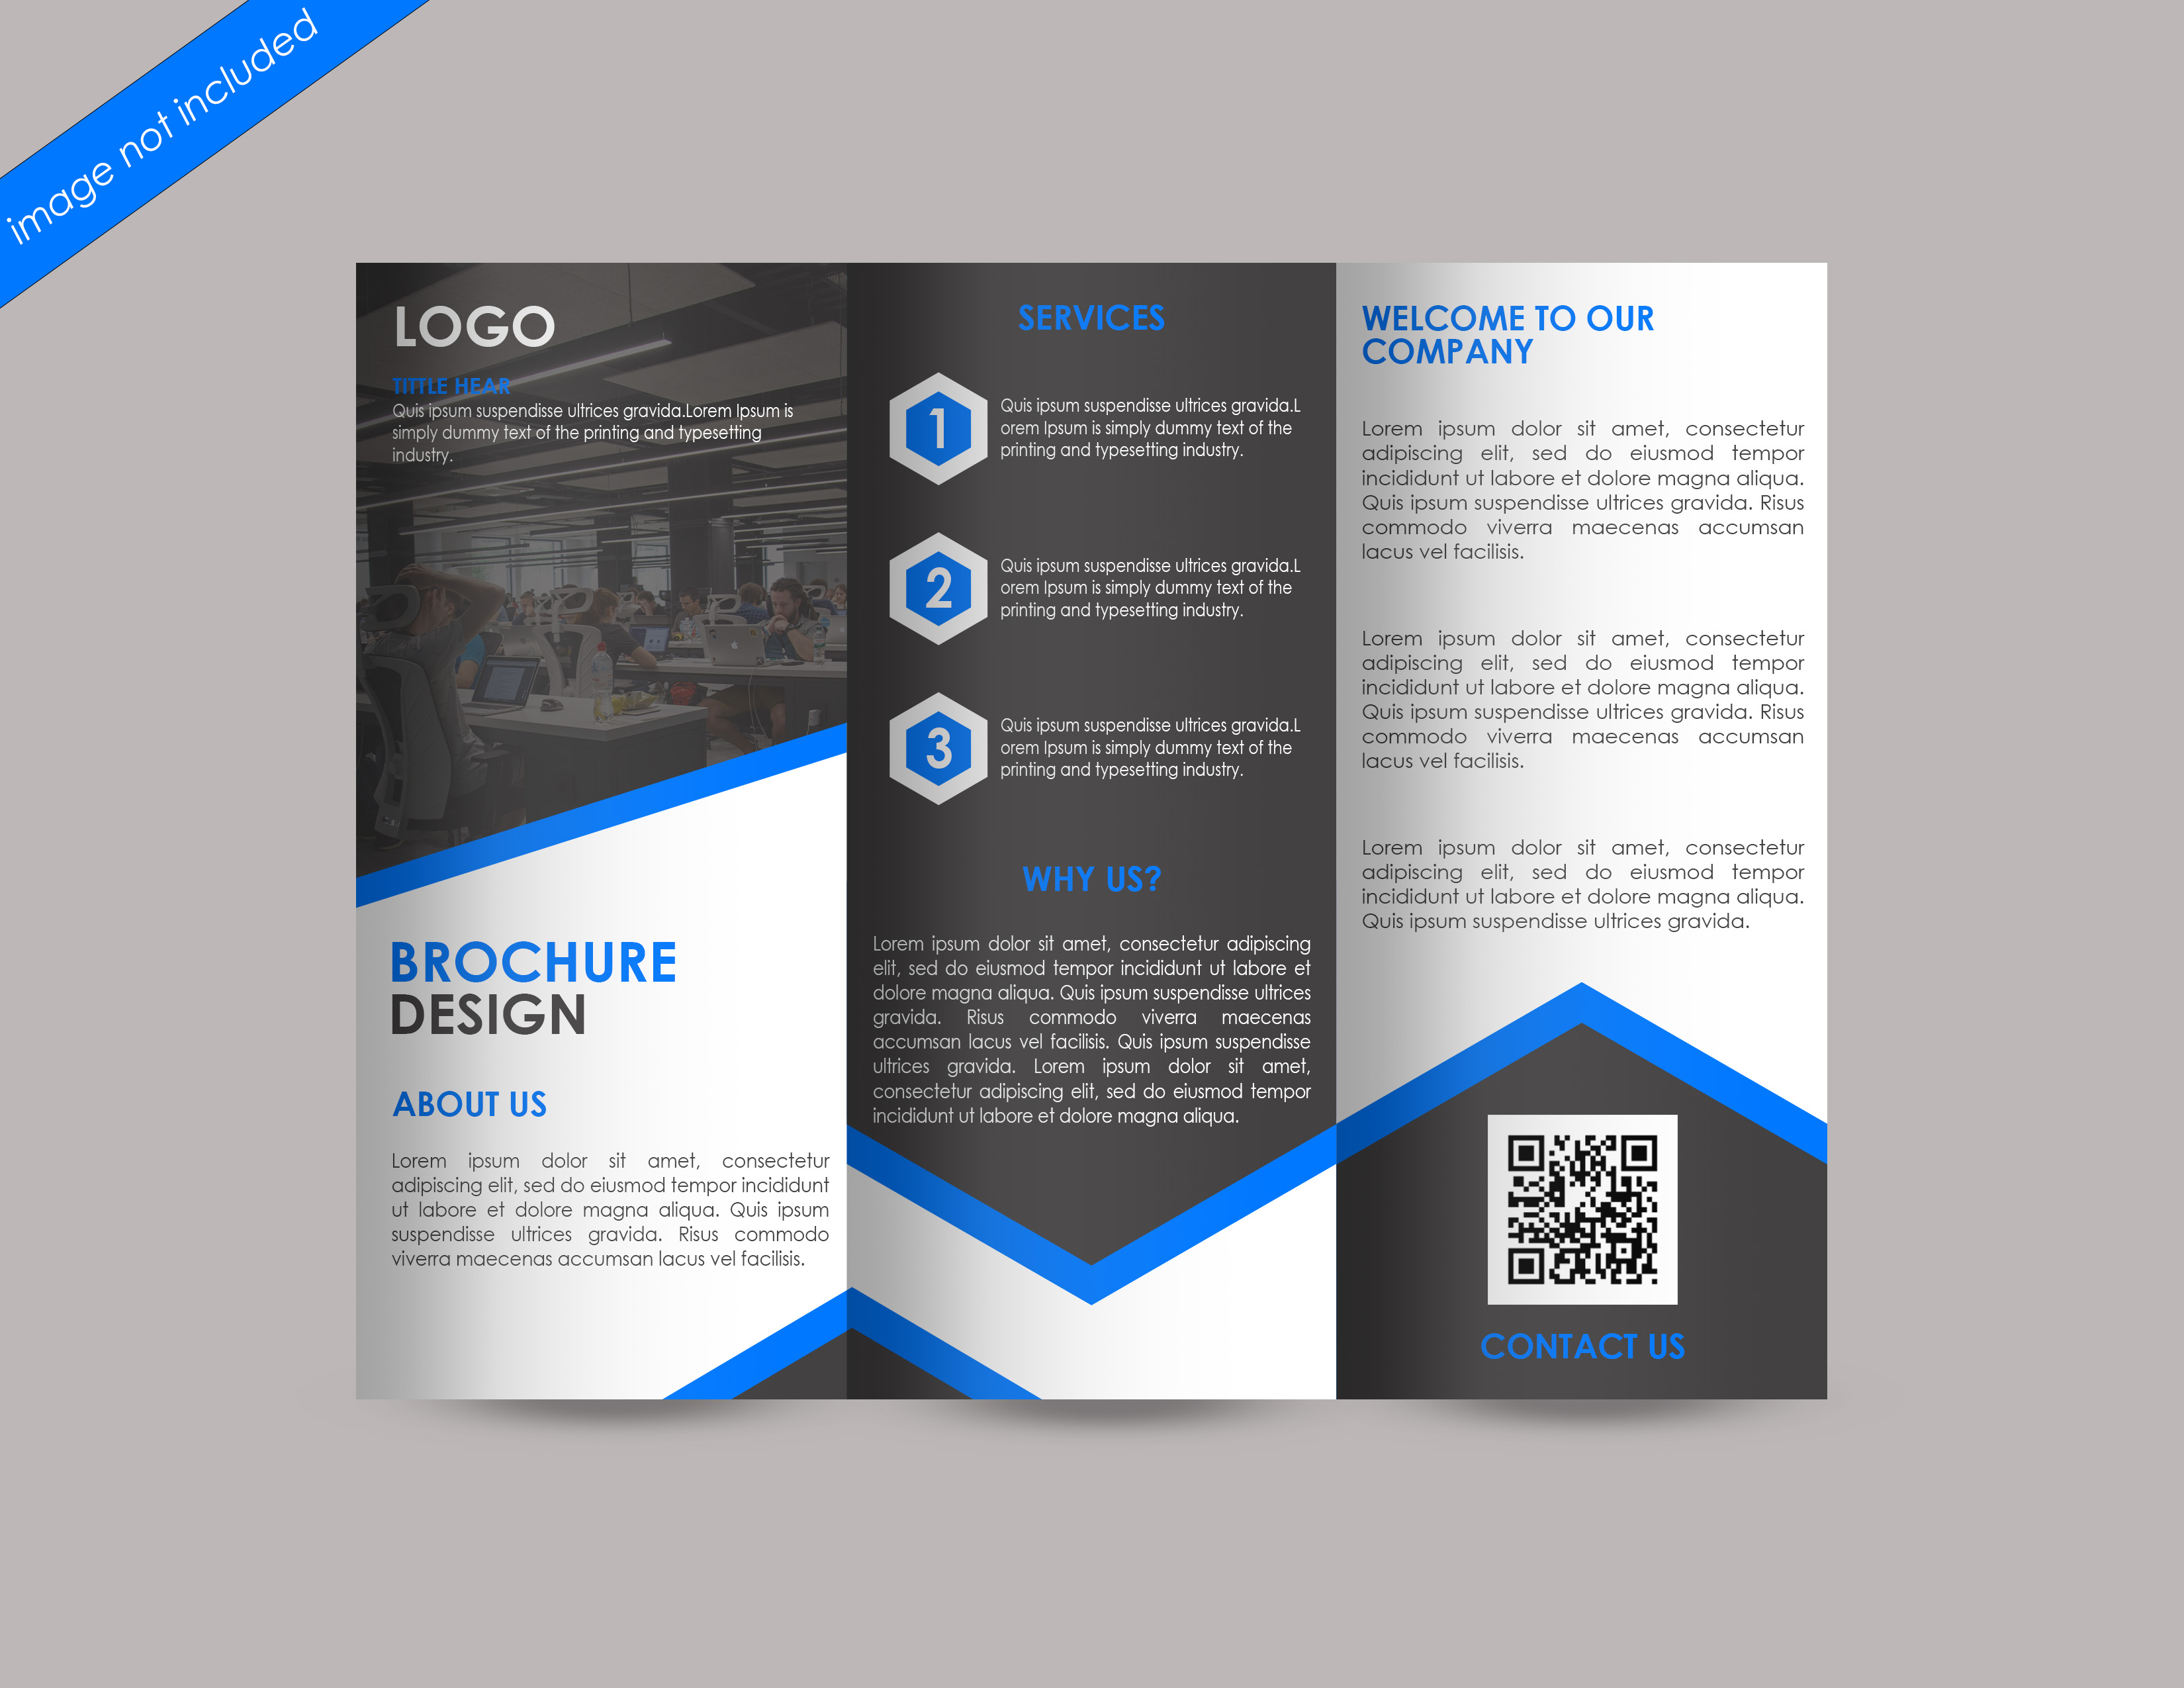 image not included
LOGO
TITTLE HEAR
Quis ipsum suspendisse ultrices gravida.Lorem Ipsum is
simply dummy text of the printing and typesetting
industry.
BROCHURE
DESIGN
ABOUT US
Lorem ipsum dolor sit amet, consectetur
adipiscing elit, sed do eiusmod tempor incididunt
ut labore et dolore magna aliqua. Quis ipsum
suspendisse ultrices gravida. Risus commodo
viverra maecenas accumsan lacus vel facilisis.
SERVICES
1
Quis ipsum suspendisse ultrices gravida.L
orem Ipsum is simply dummy text of the
printing and typesetting industry.
2
Quis ipsum suspendisse ultrices gravida.L
orem Ipsum is simply dummy text of the
printing and typesetting industry.
3
Quis ipsum suspendisse ultrices gravida.L
orem Ipsum is simply dummy text of the
printing and typesetting industry.
WHY US?
Lorem ipsum dolor sit amet, consectetur adipiscing
elit, sed do eiusmod tempor incididunt ut labore et
dolore magna aliqua. Quis ipsum suspendisse ultrices
gravida. Risus commodo viverra maecenas
accumsan lacus vel facilisis. Quis ipsum suspendisse
ultrices gravida. Lorem ipsum dolor sit amet,
consectetur adipiscing elit, sed do eiusmod tempor
incididunt ut labore et dolore magna aliqua.
WELCOME TO OUR
COMPANY
Lorem ipsum dolor sit amet, consectetur
adipiscing elit, sed do eiusmod tempor
incididunt ut labore et dolore magna aliqua.
Quis ipsum suspendisse ultrices gravida. Risus
commodo viverra maecenas accumsan
lacus vel facilisis.
Lorem ipsum dolor sit amet, consectetur
adipiscing elit, sed do eiusmod tempor
incididunt ut labore et dolore magna aliqua.
Quis ipsum suspendisse ultrices gravida. Risus
commodo viverra maecenas accumsan
lacus vel facilisis.
Lorem ipsum dolor sit amet, consectetur
adipiscing elit, sed do eiusmod tempor
incididunt ut labore et dolore magna aliqua.
Quis ipsum suspendisse ultrices gravida.
CONTACT US